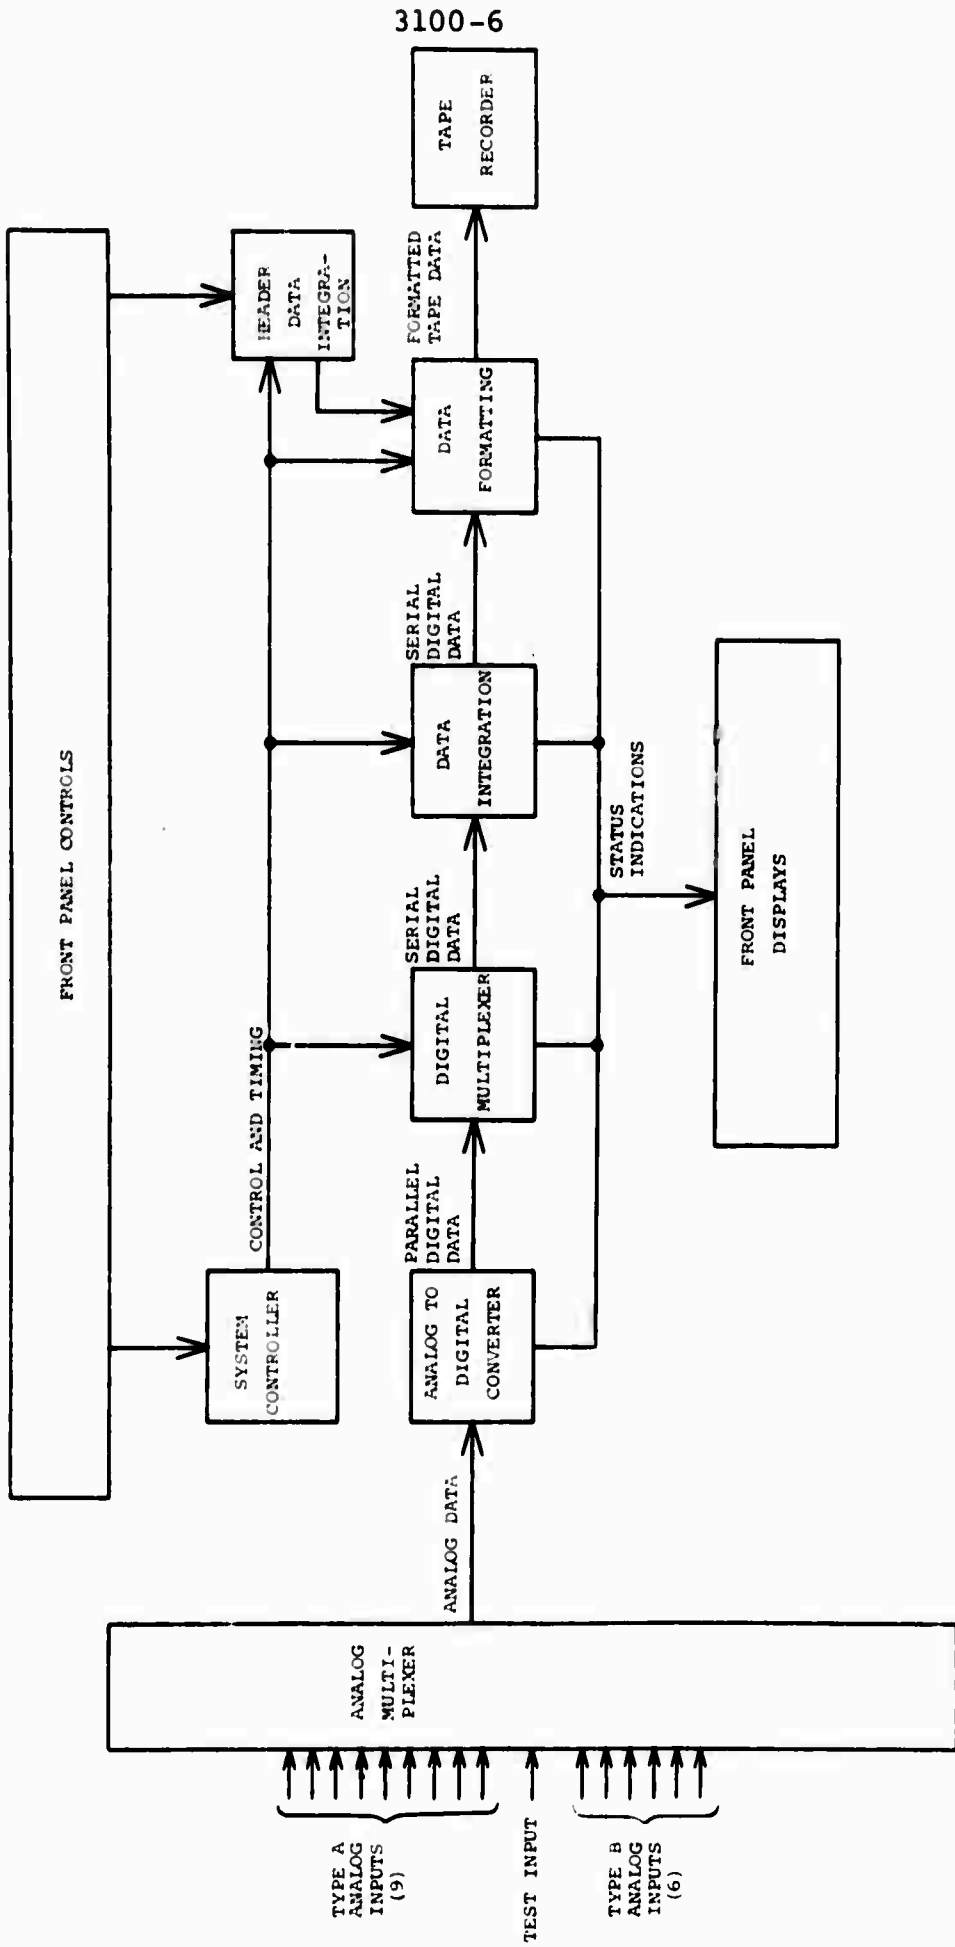 3100-6
FRONT PANEL CONTROLS
SYSTEM
CONTROLLER
CONTROL AND TIMING
HEADER
DATA
INTEGRA-
TION
TYPE A
ANALOG
INPUTS
(9)
TEST INPUT
TYPE B
ANALOG
INPUTS
(6)
ANALOG
MULTI-
PLEXER
ANALOG DATA
ANALOG TO
DIGITAL
CONVERTER
PARALLEL
DIGITAL
DATA
DIGITAL
MULTIPLEXER
SERIAL
DIGITAL
DATA
DATA
INTEGRATION
SERIAL
DIGITAL
DATA
DATA
FORMATTING
FORMATTED
TAPE DATA
TAPE
RECORDER
STATUS
INDICATIONS
FRONT PANEL
DISPLAYS